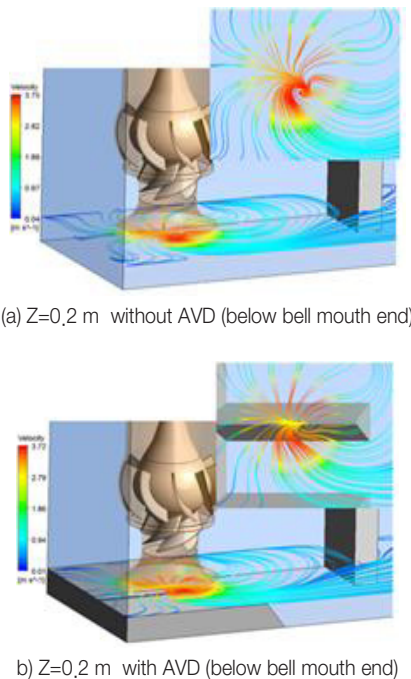 Velocity
3.75
2.82
1.88
0.97
0.04
[m s^-1]
(a) Z=0.2 m without AVD (below bell mouth end)
Velocity
3.72
2.79
1.86
0.94
0.01
[m s^-1]
b) Z=0.2 m with AVD (below bell mouth end)